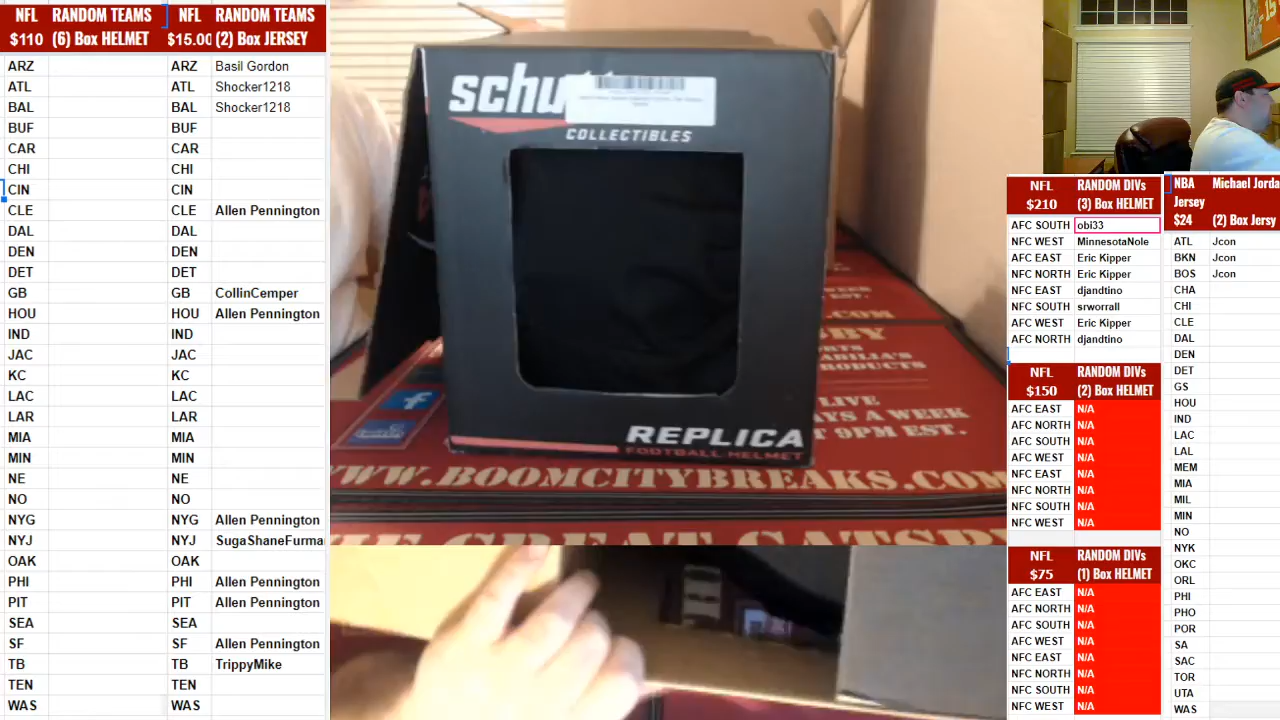 NFL RANDOM TEAMS NFL RANDOM TEAMS
$110 (6) Box HELMET $15.00 (2) Box JERSEY
ARZ ARZ Basil Gordon
ATL ATL Shocker1218
BAL BAL Shocker1218
BUF BUF
CAR CAR
CHI CHI
CIN CIN
CLE CLE Allen Pennington
DAL DAL
DEN DEN
DET DET
GB GB CollinCemper
HOU HOU Allen Pennington
IND IND
JAC JAC
KC KC
LAC LAC
LAR LAR
MIA MIA
MIN MIN
NE NE
NO NO
NYG NYG Allen Pennington
NYJ NYJ SugaShaneFurma
OAK OAK
PHI PHI Allen Pennington
PIT PIT Allen Pennington
SEA SEA
SF SF Allen Pennington
TB TB TrippyMike
TEN TEN
WAS WAS
schu
COLLECTIBLES
REPLICA
FOOTBALL HELMET
LIVE
AYS A WEEK
T 9PM EST.
WWW.BOOMCITYBREAKS.COM
NFL RANDOM DIVs
$210 (3) Box HELMET
AFC SOUTH obi33
NFC WEST MinnesotaNole
AFC EAST Eric Kipper
NFC NORTH Eric Kipper
NFC EAST djandtino
NFC SOUTH srworrall
AFC WEST Eric Kipper
AFC NORTH djandtino
NFL RANDOM DIVs
$150 (2) Box HELMET
AFC EAST N/A
AFC NORTH N/A
AFC SOUTH N/A
AFC WEST N/A
NFC EAST N/A
NFC NORTH N/A
NFC SOUTH N/A
NFC WEST N/A
NFL RANDOM DIVs
$75 (1) Box HELMET
AFC EAST N/A
AFC NORTH N/A
AFC SOUTH N/A
AFC WEST N/A
NFC EAST N/A
NFC NORTH N/A
NFC SOUTH N/A
NFC WEST N/A
NBA Michael Jorda
Jersey
$24 (2) Box Jersy
ATL Jcon
BKN Jcon
BOS Jcon
CHA
CHI
CLE
DAL
DEN
DET
GS
HOU
IND
LAC
LAL
MEM
MIA
MIL
MIN
NO
NYK
OKC
ORL
PHI
PHO
POR
SA
SAC
TOR
UTA
WAS